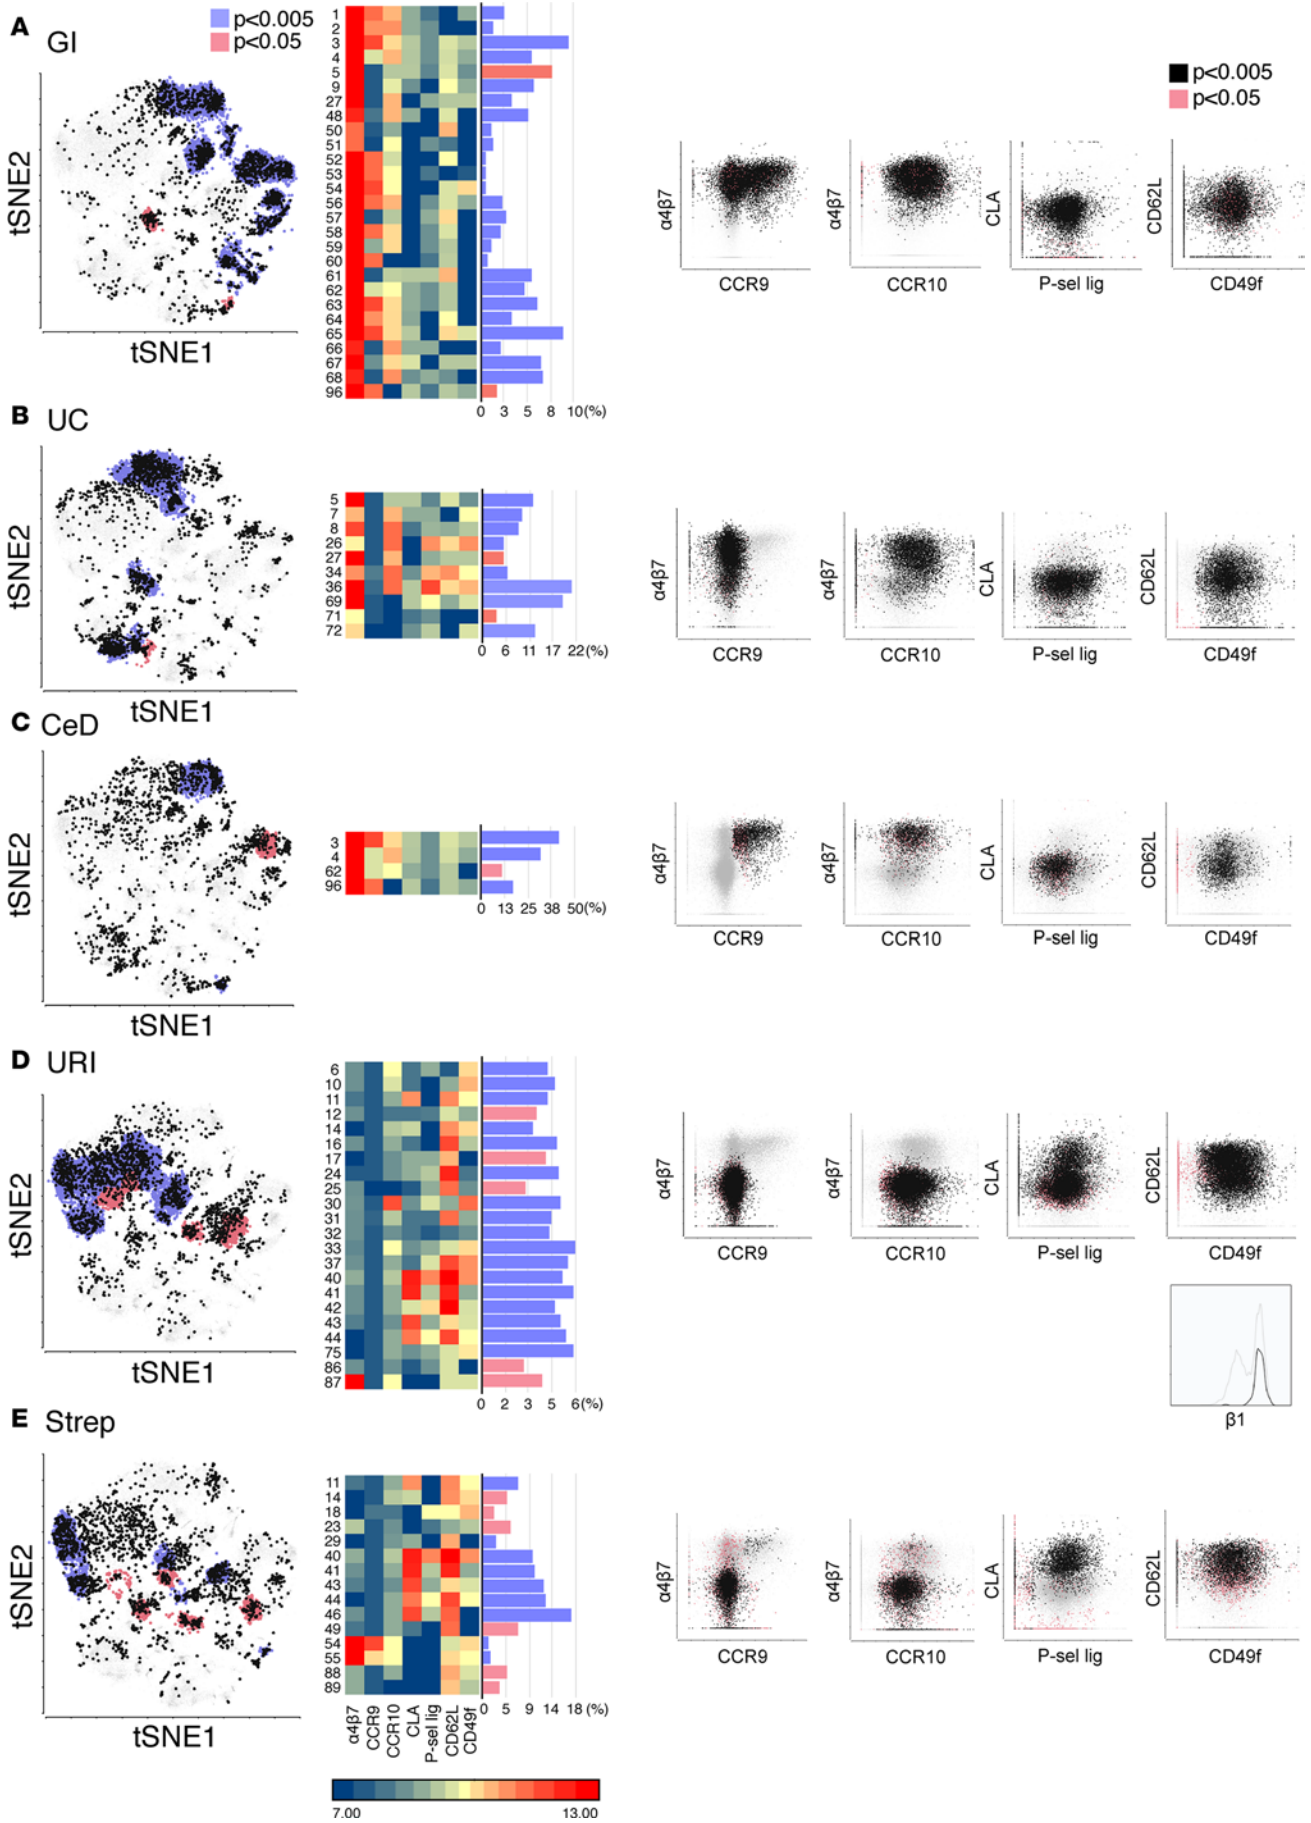 A GI
p<0.005
p<0.05
tSNE2
tSNE1
1
2
3
4
5
9
27
48
50
51
52
53
54
56
57
58
59
60
61
62
63
64
65
66
67
68
96
0 3 5 8 10(%)
p<0.005
p<0.05
α4β7
CCR9
α4β7
CCR10
CLA
P-sel lig
CD62L
CD49f
B UC
tSNE2
tSNE1
5
7
8
26
27
34
36
69
71
72
0 6 11 17 22(%)
α4β7
CCR9
α4β7
CCR10
CLA
P-sel lig
CD62L
CD49f
C CeD
tSNE2
tSNE1
3
4
62
96
0 13 25 38 50(%)
α4β7
CCR9
α4β7
CCR10
CLA
P-sel lig
CD62L
CD49f
D URI
tSNE2
tSNE1
6
10
11
12
14
16
17
24
25
30
31
32
33
37
40
41
42
43
44
75
86
87
0 2 3 5 6(%)
α4β7
CCR9
α4β7
CCR10
CLA
P-sel lig
CD62L
CD49f
β1
E Strep
tSNE2
tSNE1
11
14
18
23
29
40
41
43
44
46
49
54
55
88
89
0 5 9 14 18 (%)
α4β7
CCR9
CCR10
CLA
P-sel lig
CD62L
CD49f
7.00 13.00
α4β7
CCR9
α4β7
CCR10
CLA
P-sel lig
CD62L
CD49f